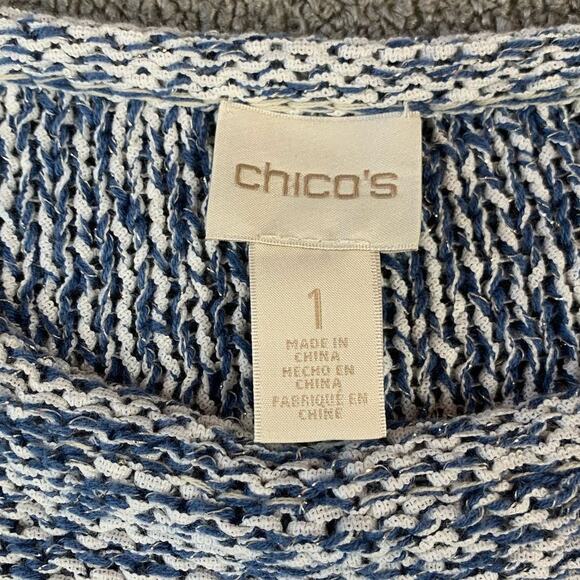 chico's
1
MADE IN
CHINA
HECHO EN
CHINA
FABRIQUÉ EN
CHINE